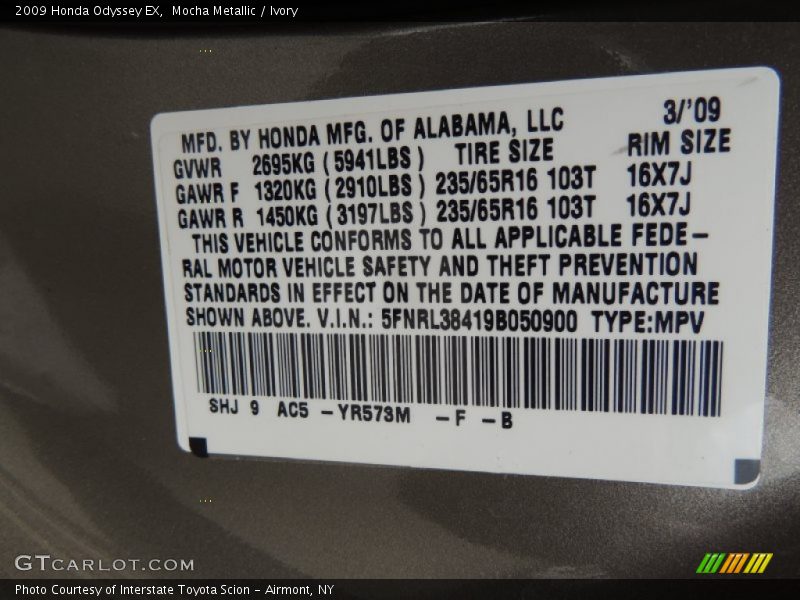 2009 Honda Odyssey EX, Mocha Metallic / Ivory
3/'09
MFD. BY HONDA MFG. OF ALABAMA, LLC
GVWR 2695KG (5941LBS) TIRE SIZE RIM SIZE
GAWR F 1320KG (2910LBS) 235/65R16 103T 16X7J
GAWR R 1450KG (3197LBS) 235/65R16 103T 16X7J
THIS VEHICLE CONFORMS TO ALL APPLICABLE FEDE-
RAL MOTOR VEHICLE SAFETY AND THEFT PREVENTION
STANDARDS IN EFFECT ON THE DATE OF MANUFACTURE
SHOWN ABOVE. V.I.N.: 5FNRL38419B050900 TYPE:MPV
SHJ 9 AC5 -YR573M -F -B
GTCARLOT.COM
Photo Courtesy of Interstate Toyota Scion - Airmont, NY